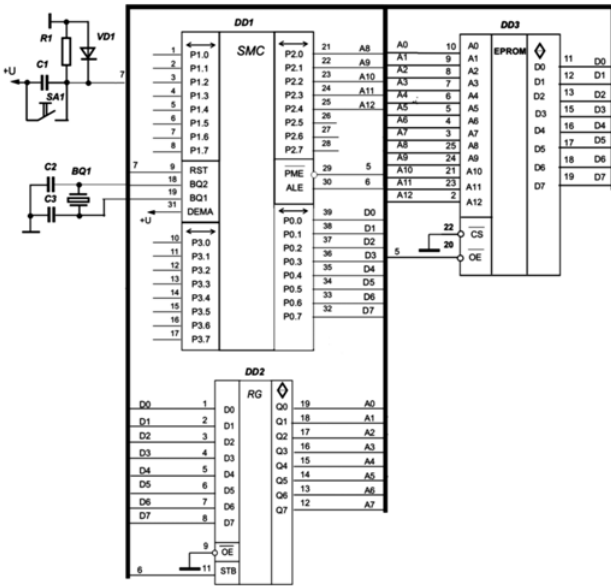 DD1
SMC
R1
VD1
C1
+U
SA1
7
1 P1.0
2 P1.1
3 P1.2
4 P1.3
5 P1.4
6 P1.5
7 P1.6
8 P1.7
P2.0 21 A8
P2.1 22 A9
P2.2 23 A10
P2.3 24 A11
P2.4 25 A12
P2.5 26
P2.6 27
P2.7 28
7 9 RST
C2 BQ1 18 BQ2
C3 19 BQ1
+U 31 DEMA
PME 29 5
ALE 30 6
10 P3.0
11 P3.1
12 P3.2
13 P3.3
14 P3.4
15 P3.5
16 P3.6
17 P3.7
P0.0 39 D0
P0.1 38 D1
P0.2 37 D2
P0.3 36 D3
P0.4 35 D4
P0.5 34 D5
P0.6 33 D6
P0.7 32 D7
DD3
EPROM
A0 10 A0
A1 9 A1
A2 8 A2
A3 7 A3
A4 6 A4
A5 5 A5
A6 4 A6
A7 3 A7
A8 25 A8
A9 24 A9
A10 21 A10
A11 23 A11
A12 2 A12
22 CS
5 20 OE
D0 11 D0
D1 12 D1
D2 13 D2
D3 15 D3
D4 16 D4
D5 17 D5
D6 18 D6
D7 19 D7
DD2
RG
D0 1 D0
D1 2 D1
D2 3 D2
D3 4 D3
D4 5 D4
D5 6 D5
D6 7 D6
D7 8 D7
9 OE
6 11 STB
Q0 19 A0
Q1 18 A1
Q2 17 A2
Q3 16 A3
Q4 15 A4
Q5 14 A5
Q6 13 A6
Q7 12 A7